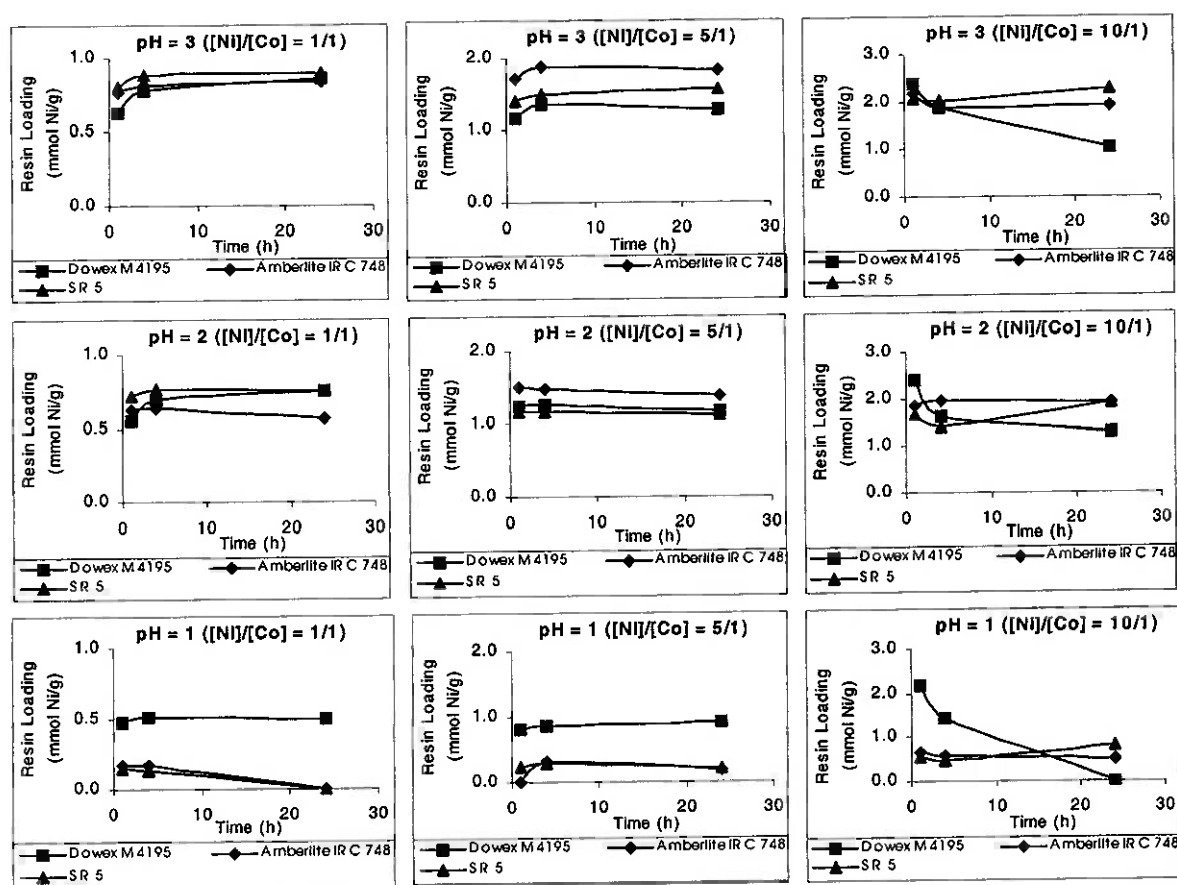 pH = 3 ([Ni]/[Co] = 1/1)
1.0
0.5
0.0
Resin Loading
(mmol Ni/g)
0 10 20 30
Time (h)
Dowex M 4195 Amberlite IR C 748
SR 5
pH = 3 ([Ni]/[Co] = 5/1)
2.0
1.0
0.0
Resin Loading
(mmol Ni/g)
0 10 20 30
Time (h)
Dowex M 4195 Amberlite IR C 748
SR 5
pH = 3 ([Ni]/[Co] = 10/1)
3.0
2.0
1.0
0.0
Resin Loading
(mmol Ni/g)
0 10 20 30
Time (h)
Dowex M 4195 Amberlite IR C 748
SR 5
pH = 2 ([Ni]/[Co] = 1/1)
1.0
0.5
0.0
Resin Loading
(mmol Ni/g)
0 10 20 30
Time (h)
Dowex M 4195 Amberlite IR C 748
SR 5
pH = 2 ([Ni]/[Co] = 5/1)
2.0
1.0
0.0
Resin Loading
(mmol Ni/g)
0 10 20 30
Time (h)
Dowex M 4195 Amberlite IR C 748
SR 5
pH = 2 ([Ni]/[Co] = 10/1)
3.0
2.0
1.0
0.0
Resin Loading
(mmol Ni/g)
0 10 20 30
Time (h)
Dowex M 4195 Amberlite IR C 748
SR 5
pH = 1 ([Ni]/[Co] = 1/1)
1.0
0.5
0.0
Resin Loading
(mmol Ni/g)
0 10 20 30
Time (h)
Dowex M 4195 Amberlite IR C 748
SR 5
pH = 1 ([Ni]/[Co] = 5/1)
2.0
1.0
0.0
Resin Loading
(mmol Ni/g)
0 10 20 30
Time (h)
Dowex M 4195 Amberlite IR C 748
SR 5
pH = 1 ([Ni]/[Co] = 10/1)
3.0
2.0
1.0
0.0
Resin Loading
(mmol Ni/g)
0 10 20 30
Time (h)
Dowex M 4195 Amberlite IR C 748
SR 5